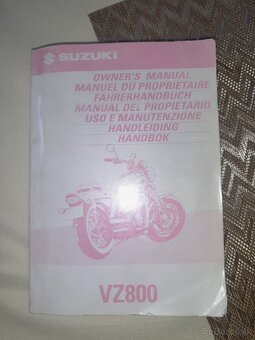 SUZUKI
OWNER'S MANUAL
MANUEL DU PROPRIETAIRE
FAHRERHANDBUCH
MANUAL DEL PROPIETARIO
USO E MANUTENZIONE
HANDLEIDING
HANDBOK
VZ800